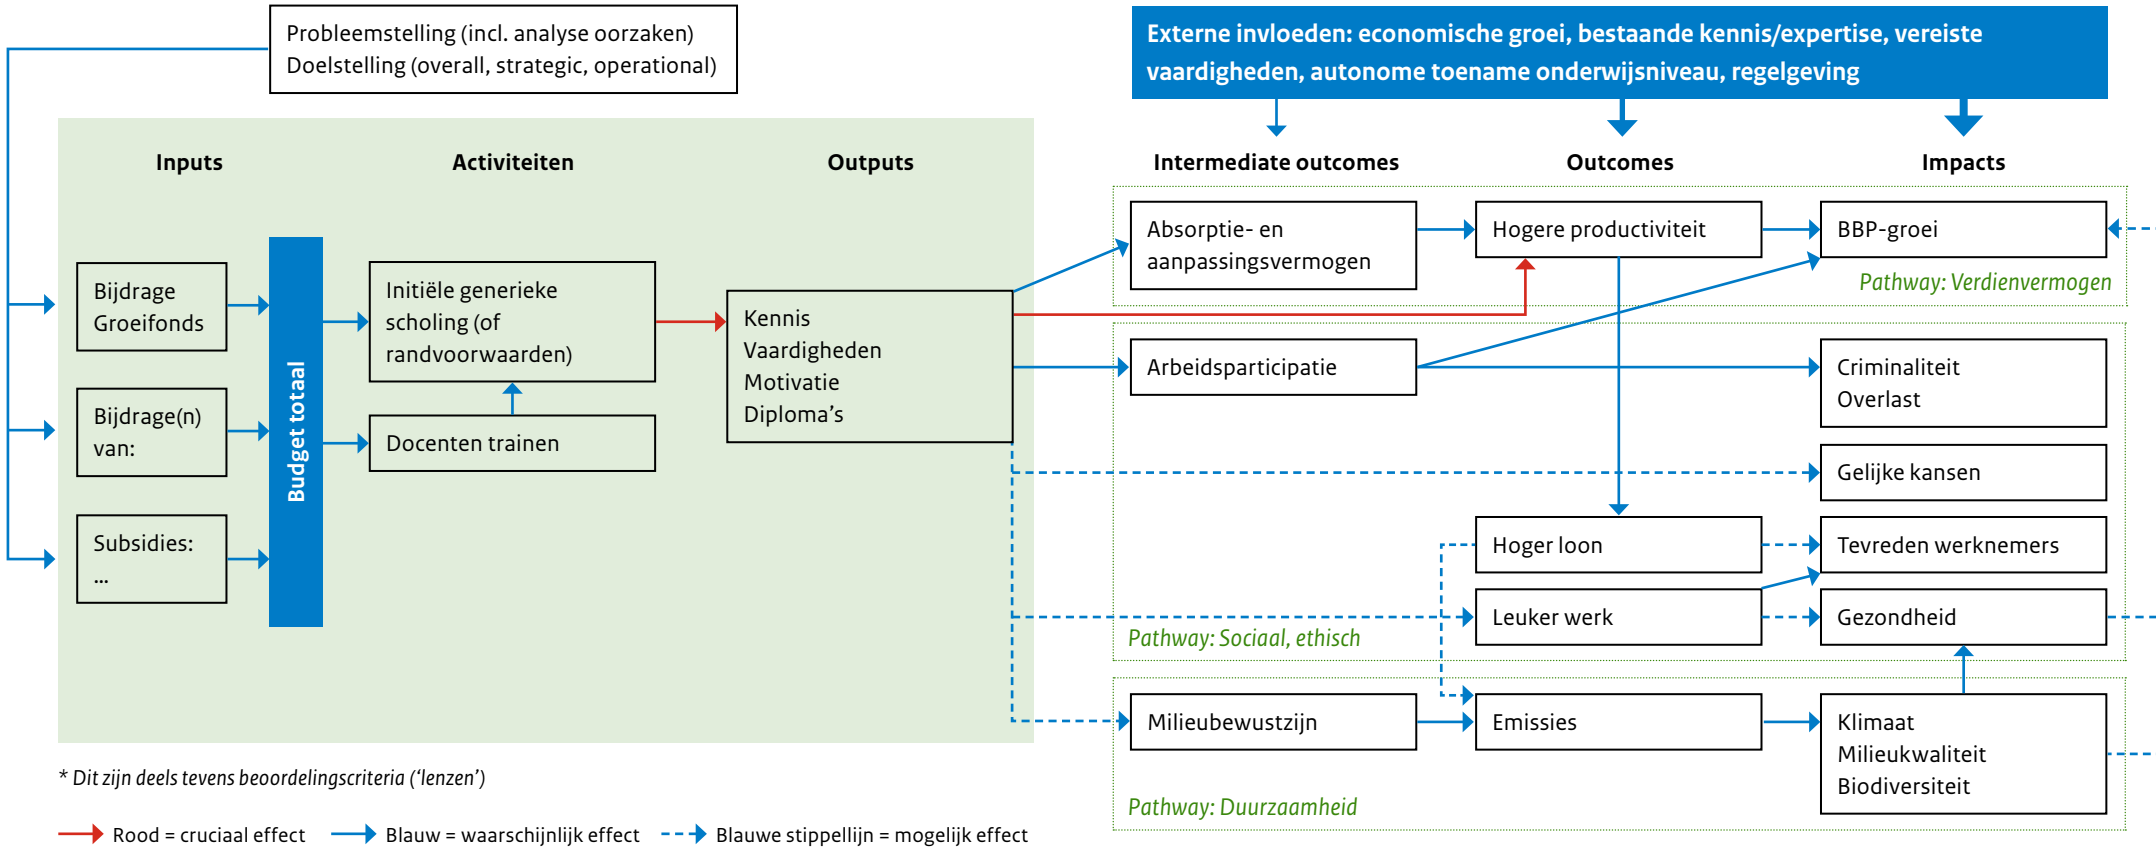 Probleemstelling (incl. analyse oorzaken)
Doelstelling (overall, strategic, operational)
Externe invloeden: economische groei, bestaande kennis/expertise, vereiste
vaardigheden, autonome toename onderwijsniveau, regelgeving
Inputs
Activiteiten
Outputs
Intermediate outcomes
Outcomes
Impacts
Bijdrage
Groeifonds
Bijdrage(n)
van:
Subsidies:
...
Budget totaal
Initiële generieke
scholing (of
randvoorwaarden)
Docenten trainen
Kennis
Vaardigheden
Motivatie
Diploma’s
Absorptie- en
aanpassingsvermogen
Hogere productiviteit
BBP-groei
Pathway: Verdienvermogen
Arbeidsparticipatie
Criminaliteit
Overlast
Gelijke kansen
Hoger loon
Tevreden werknemers
Leuker werk
Gezondheid
Pathway: Sociaal, ethisch
Milieubewustzijn
Emissies
Klimaat
Milieukwaliteit
Biodiversiteit
Pathway: Duurzaamheid
* Dit zijn deels tevens beoordelingscriteria (‘lenzen’)
Rood = cruciaal effect
Blauw = waarschijnlijk effect
Blauwe stippellijn = mogelijk effect